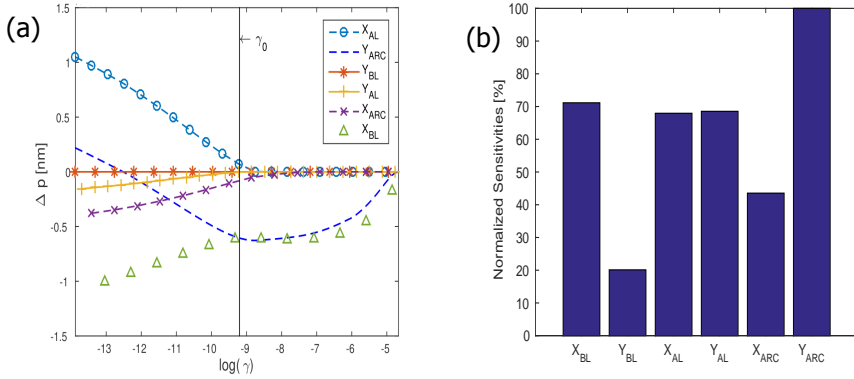 (a)
1.5
1
0.5
0
-0.5
-1
-1.5
Δ p [nm]
-13 -12 -11 -10 -9 -8 -7 -6 -5
log(γ)
← γ0
X_AL
Y_ARC
Y_BL
Y_AL
X_ARC
X_BL
(b)
100
90
80
70
60
50
40
30
20
10
0
Normalized Sensitivities [%]
X_BL Y_BL X_AL Y_AL X_ARC Y_ARC